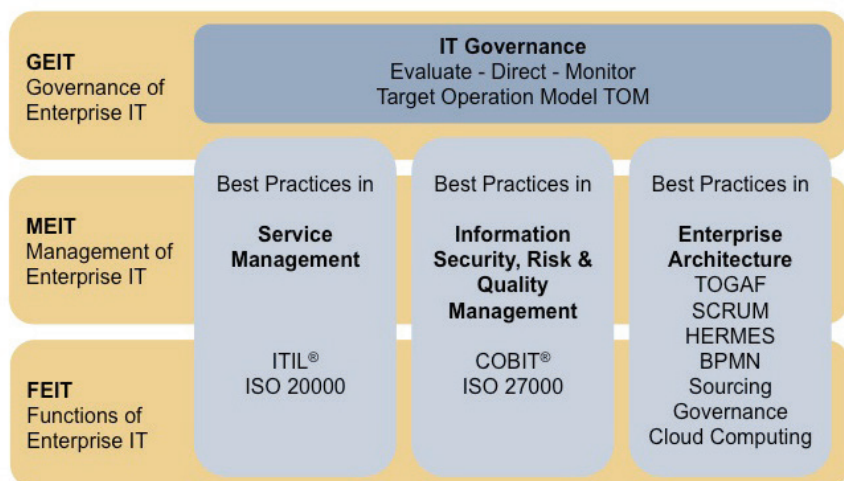 GEIT
Governance of
Enterprise IT
IT Governance
Evaluate - Direct - Monitor
Target Operation Model TOM
MEIT
Management of
Enterprise IT
FEIT
Functions of
Enterprise IT
Best Practices in
Service
Management
ITIL®
ISO 20000
Best Practices in
Information
Security, Risk &
Quality
Management
COBIT®
ISO 27000
Best Practices in
Enterprise
Architecture
TOGAF
SCRUM
HERMES
BPMN
Sourcing
Governance
Cloud Computing